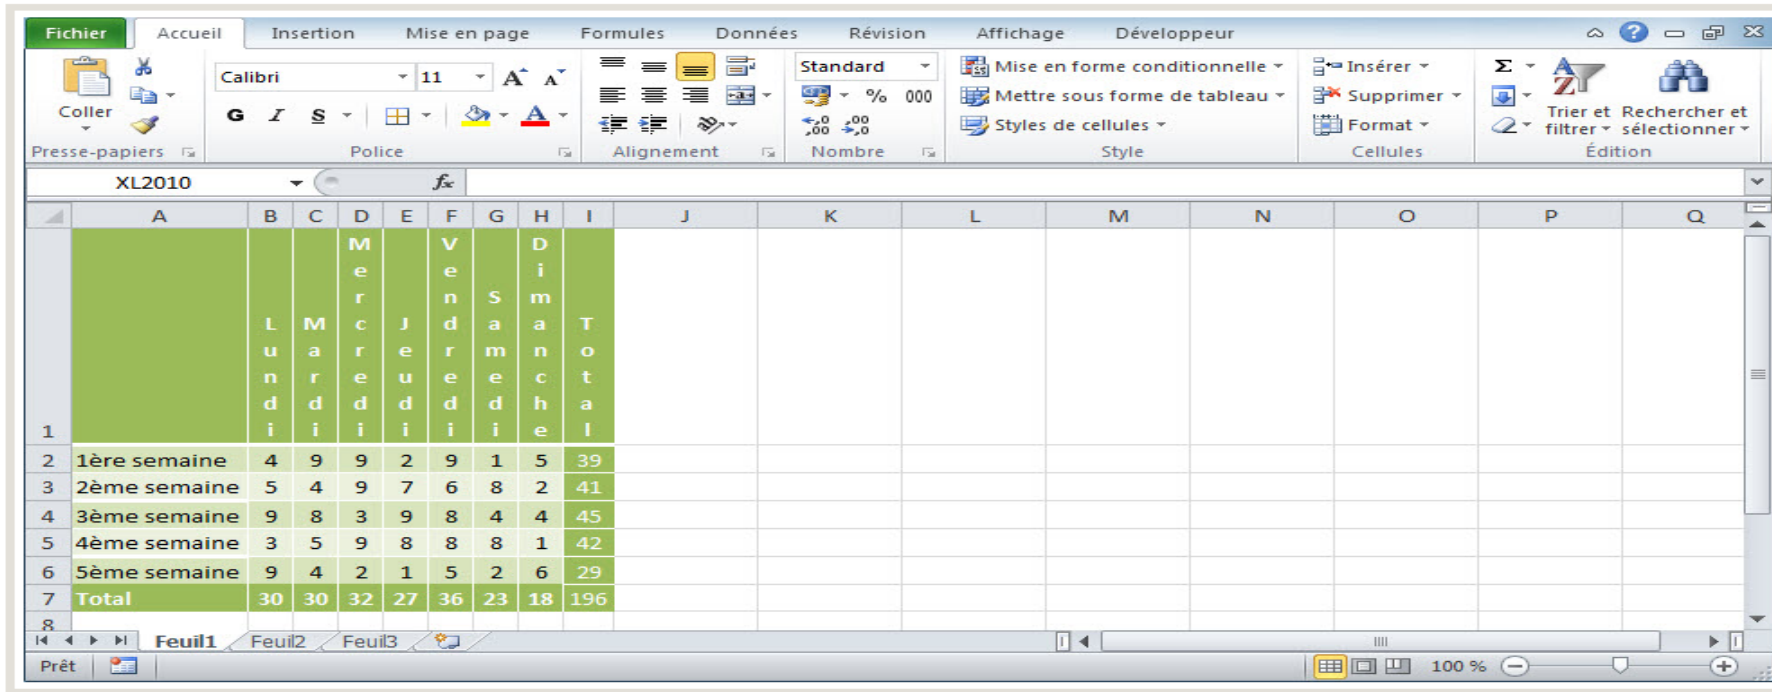 Fichier Accueil Insertion Mise en page Formules Données Révision Affichage Développeur
Coller
Presse-papiers
Calibri 11 A A
G I S A
Police
Alignement
Standard
% 000
Nombre
Mise en forme conditionnelle
Mettre sous forme de tableau
Styles de cellules
Style
Insérer
Supprimer
Format
Cellules
Σ
Trier et filtrer
Rechercher et sélectionner
Édition
XL2010 fx
A B C D E F G H I J K L M N O P Q
1 Lundi Mardi Mercredi Jeudi Vendredi Samedi Dimanche Total
2 1ère semaine 4 9 9 2 9 1 5 39
3 2ème semaine 5 4 9 7 6 8 2 41
4 3ème semaine 9 8 3 9 8 4 4 45
5 4ème semaine 3 5 9 8 8 8 1 42
6 5ème semaine 9 4 2 1 5 2 6 29
7 Total 30 30 32 27 36 23 18 196
8
Feuil1 Feuil2 Feuil3
Prêt 100 %